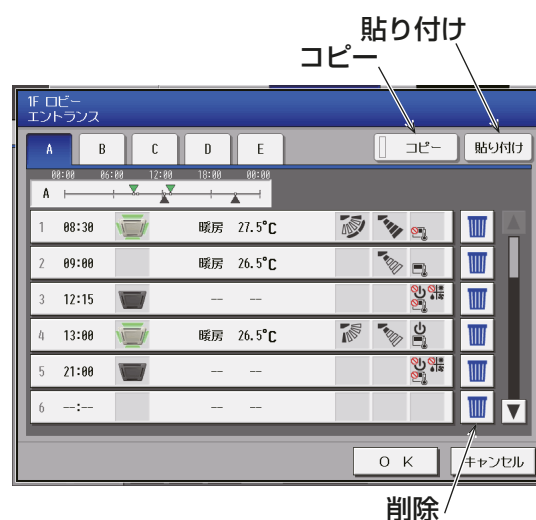 貼り付け
コピー
1F ロビー
エントランス
A B C D E コピー 貼り付け
00:00 06:00 12:00 18:00 00:00
A
1 08:30 暖房 27.5°C
2 09:00 暖房 26.5°C
3 12:15 -- --
4 13:00 暖房 26.5°C
5 21:00 -- --
6 --:--
OK キャンセル
削除